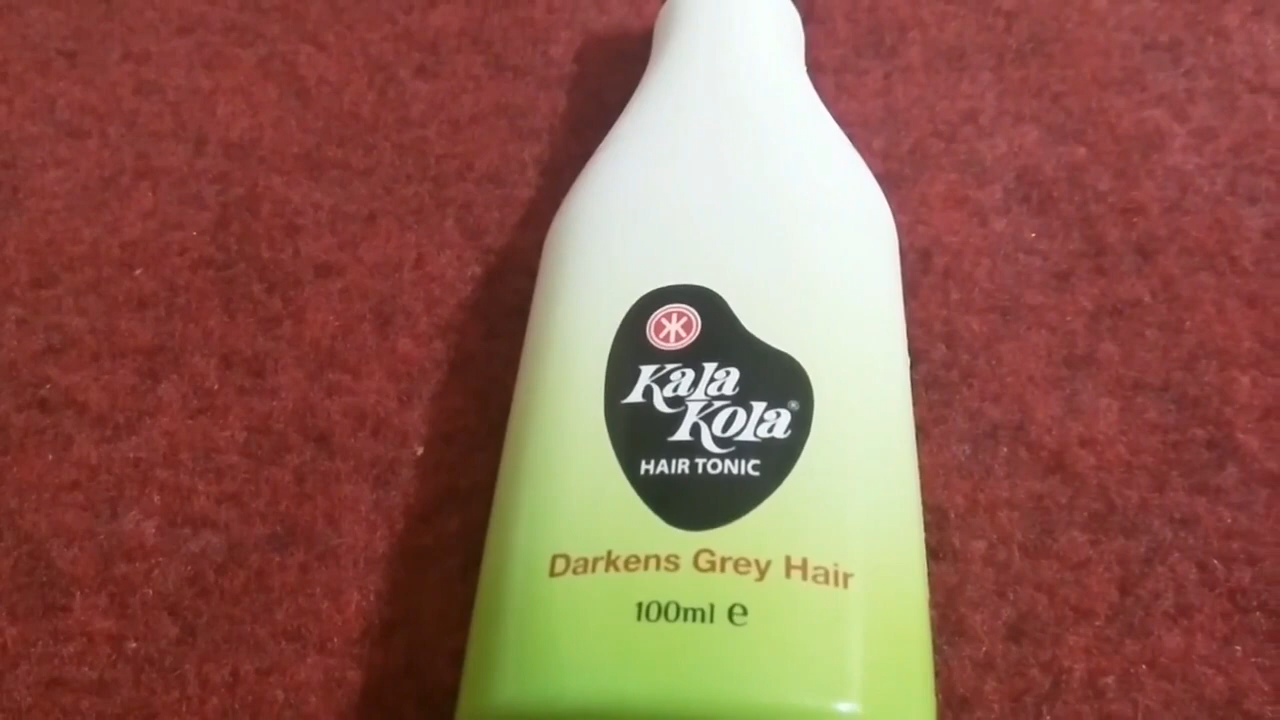 Kala
Kola®
HAIR TONIC
Darkens Grey Hair
100ml ℮